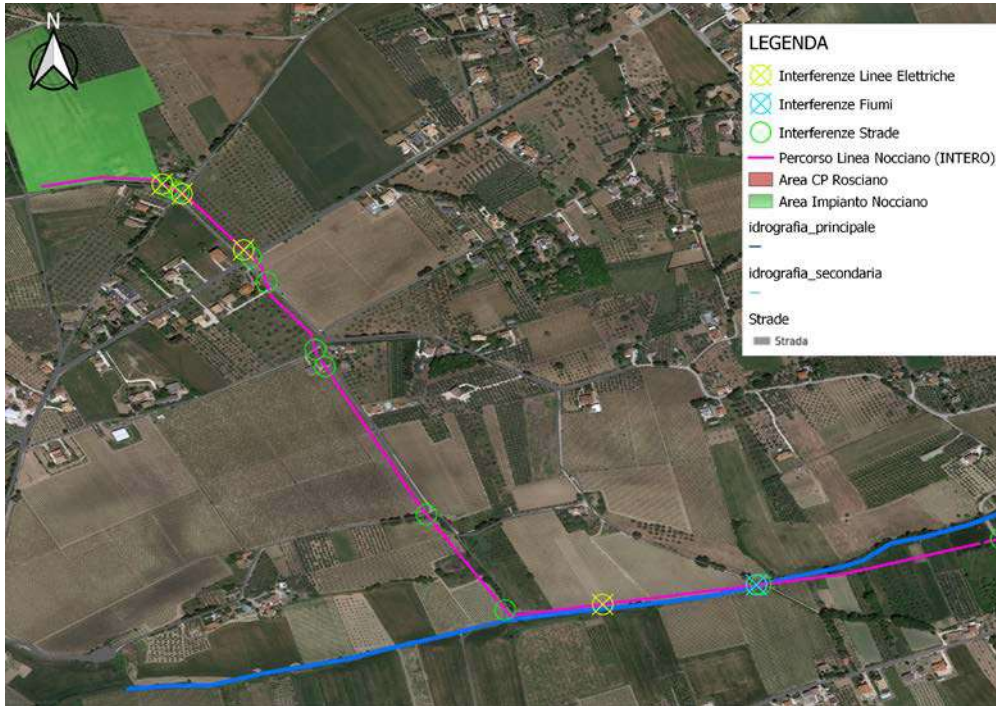 N
LEGENDA
Interferenze Linee Elettriche
Interferenze Fiumi
Interferenze Strade
Percorso Linea Nocciano (INTERO)
Area CP Rosciano
Area Impianto Nocciano
idrografia_principale
idrografia_secondaria
Strade
Strada